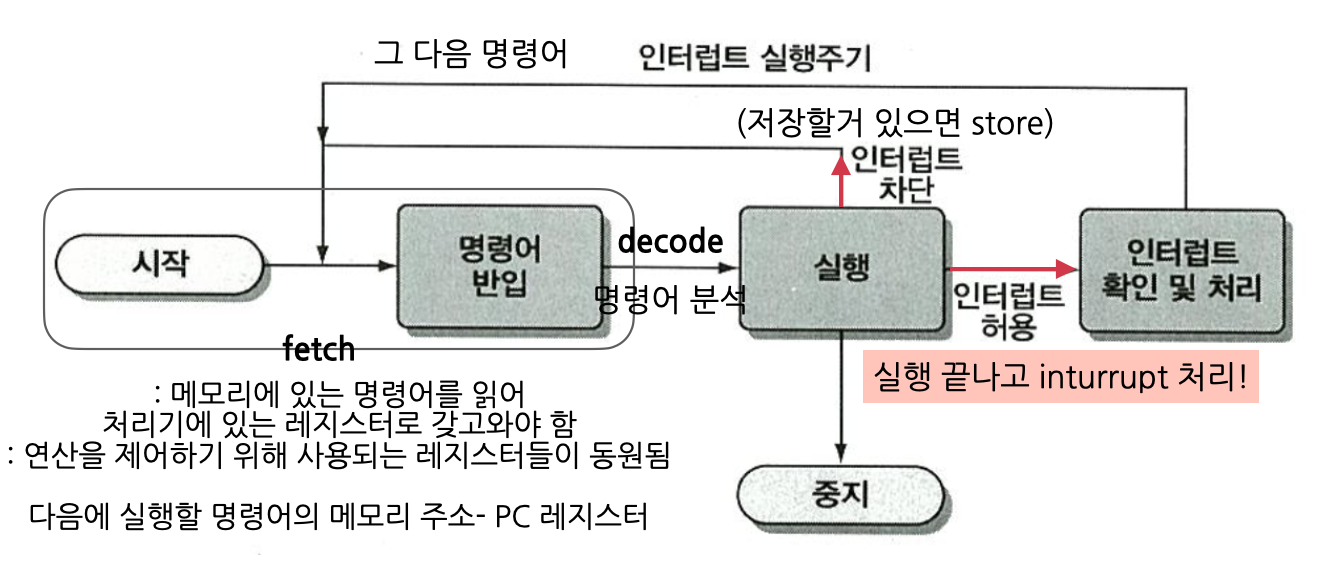 그 다음 명령어
인터럽트 실행주기
(저장할거 있으면 store)
인터럽트
차단
시작
명령어
반입
decode
명령어 분석
실행
인터럽트
허용
인터럽트
확인 및 처리
fetch
: 메모리에 있는 명령어를 읽어
처리기에 있는 레지스터로 갖고와야 함
: 연산을 제어하기 위해 사용되는 레지스터들이 동원됨
다음에 실행할 명령어의 메모리 주소- PC 레지스터
실행 끝나고 inturrupt 처리!
중지